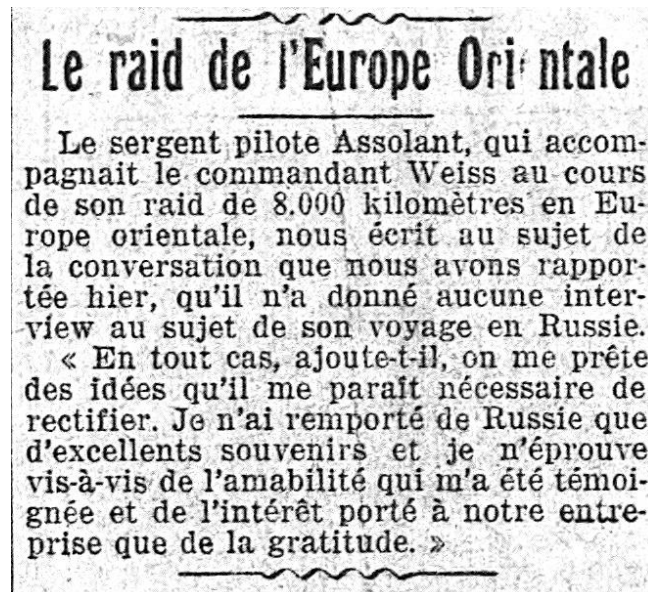 Le raid de l'Europe Orientale
Le sergent pilote Assolant, qui accom-
pagnait le commandant Weiss au cours
de son raid de 8.000 kilomètres en Eu-
rope orientale, nous écrit au sujet de
la conversation que nous avons rappor-
tée hier, qu'il n'a donné aucune inter-
view au sujet de son voyage en Russie.
« En tout cas, ajoute-t-il, on me prête
des idées qu'il me paraît nécessaire de
rectifier. Je n'ai remporté de Russie que
d'excellents souvenirs et je n'éprouve
vis-à-vis de l'amabilité qui m'a été témoi-
gnée et de l'intérêt porté à notre entre-
prise que de la gratitude. »